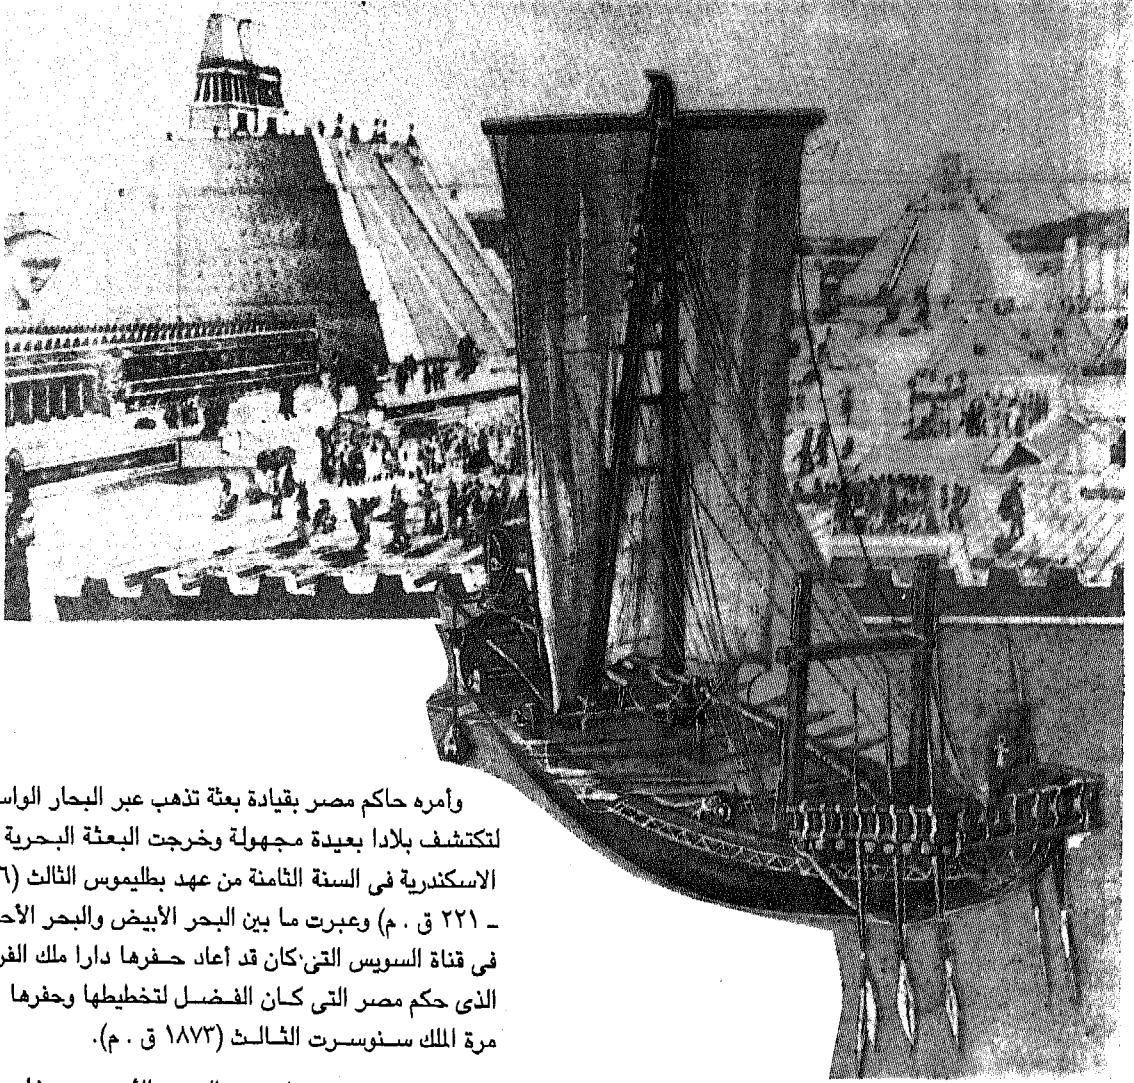 وأمره حاكم مصر بقيادة بعثة تذهب عبر البحار
لتكتشف بلادا بعيدة مجهولة وخرجت البعثة البحرية
الاسكندرية فى السنة الثامنة من عهد بطليموس الثالث
ـ ٢٢١ ق . م) وعبرت ما بين البحر الأبيض والبحر
فى قناة السويس التى كان قد أعاد حفرها دارا ملك
الذى حكم مصر التى كان الفضل لتخطيطها وحفرها
مرة الملك سنوسرت الثالث (١٨٧٣ ق . م).